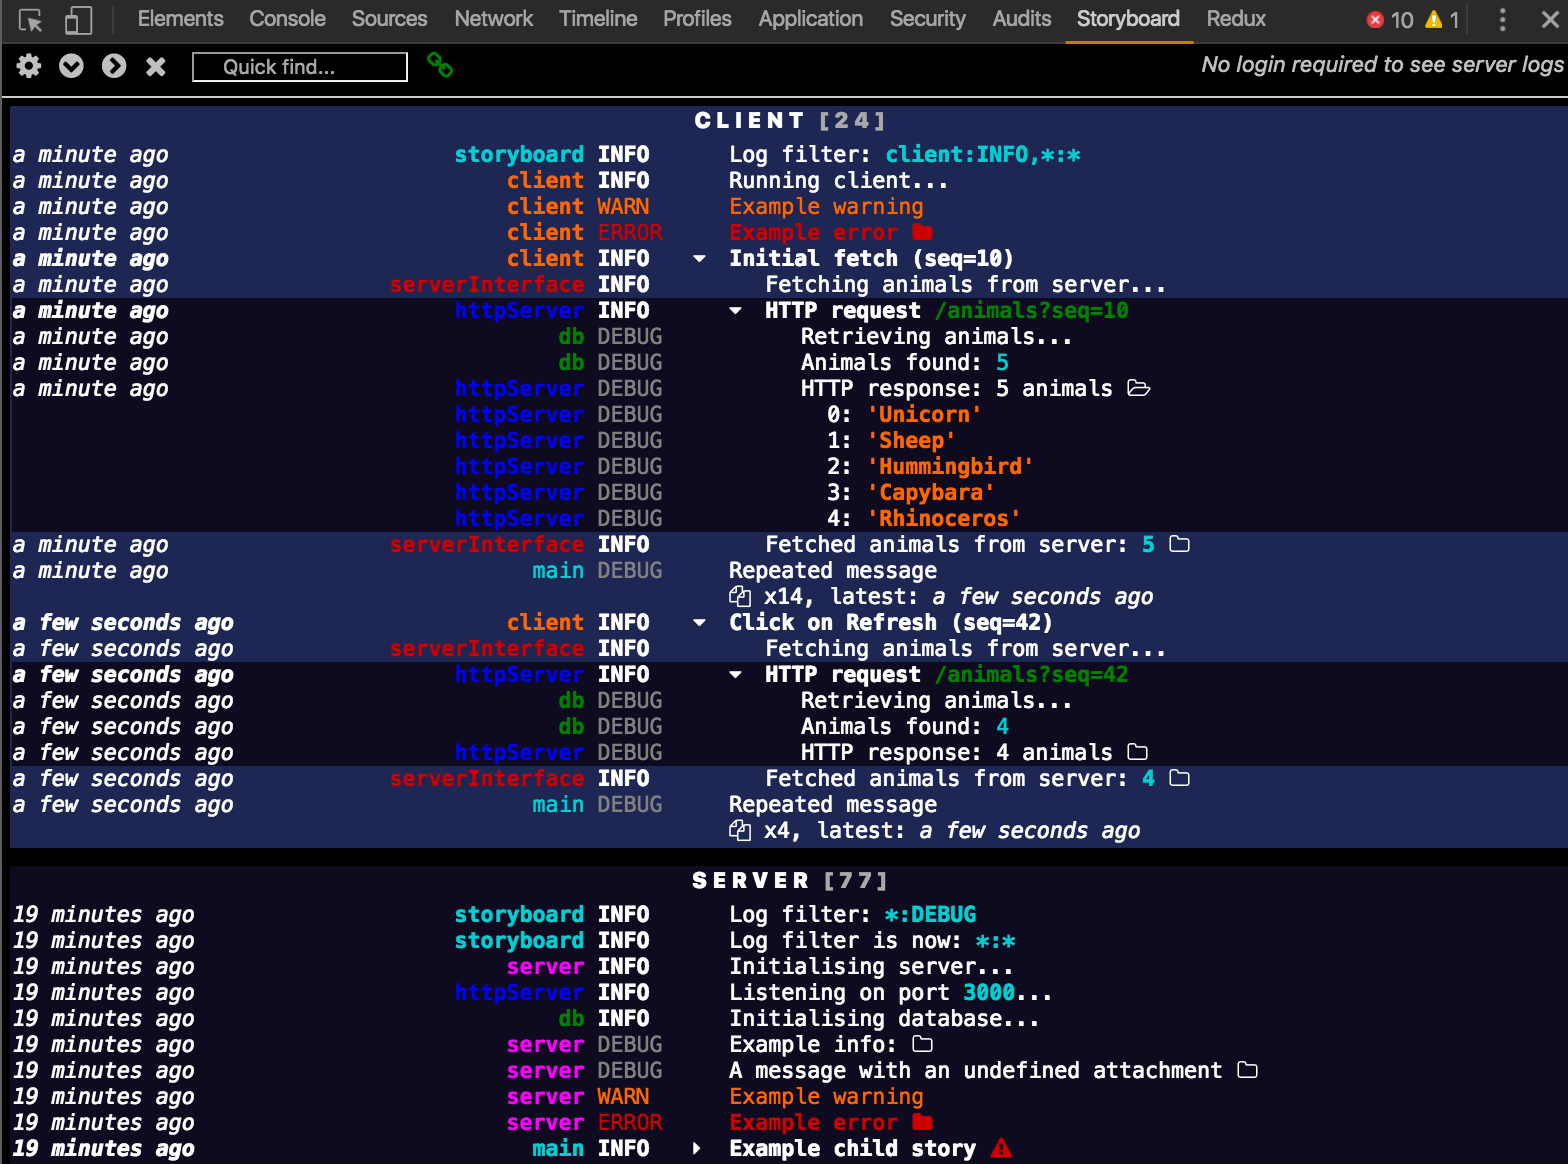 Elements Console Sources Network Timeline Profiles Application Security Audits Storyboard Redux 10 1
Quick find... No login required to see server logs
CLIENT [24]
a minute ago storyboard INFO Log filter: client:INFO,*:*
a minute ago client INFO Running client...
a minute ago client WARN Example warning
a minute ago client ERROR Example error
a minute ago client INFO Initial fetch (seq=10)
a minute ago serverInterface INFO Fetching animals from server...
a minute ago httpServer INFO HTTP request /animals?seq=10
a minute ago db DEBUG Retrieving animals...
a minute ago db DEBUG Animals found: 5
a minute ago httpServer DEBUG HTTP response: 5 animals
httpServer DEBUG 0: 'Unicorn'
httpServer DEBUG 1: 'Sheep'
httpServer DEBUG 2: 'Hummingbird'
httpServer DEBUG 3: 'Capybara'
httpServer DEBUG 4: 'Rhinoceros'
a minute ago serverInterface INFO Fetched animals from server: 5
a minute ago main DEBUG Repeated message
x14, latest: a few seconds ago
a few seconds ago client INFO Click on Refresh (seq=42)
a few seconds ago serverInterface INFO Fetching animals from server...
a few seconds ago httpServer INFO HTTP request /animals?seq=42
a few seconds ago db DEBUG Retrieving animals...
a few seconds ago db DEBUG Animals found: 4
a few seconds ago httpServer DEBUG HTTP response: 4 animals
a few seconds ago serverInterface INFO Fetched animals from server: 4
a few seconds ago main DEBUG Repeated message
x4, latest: a few seconds ago
SERVER [77]
19 minutes ago storyboard INFO Log filter: *:DEBUG
19 minutes ago storyboard INFO Log filter is now: *:*
19 minutes ago server INFO Initialising server...
19 minutes ago httpServer INFO Listening on port 3000...
19 minutes ago db INFO Initialising database...
19 minutes ago server DEBUG Example info:
19 minutes ago server DEBUG A message with an undefined attachment
19 minutes ago server WARN Example warning
19 minutes ago server ERROR Example error
19 minutes ago main INFO Example child story